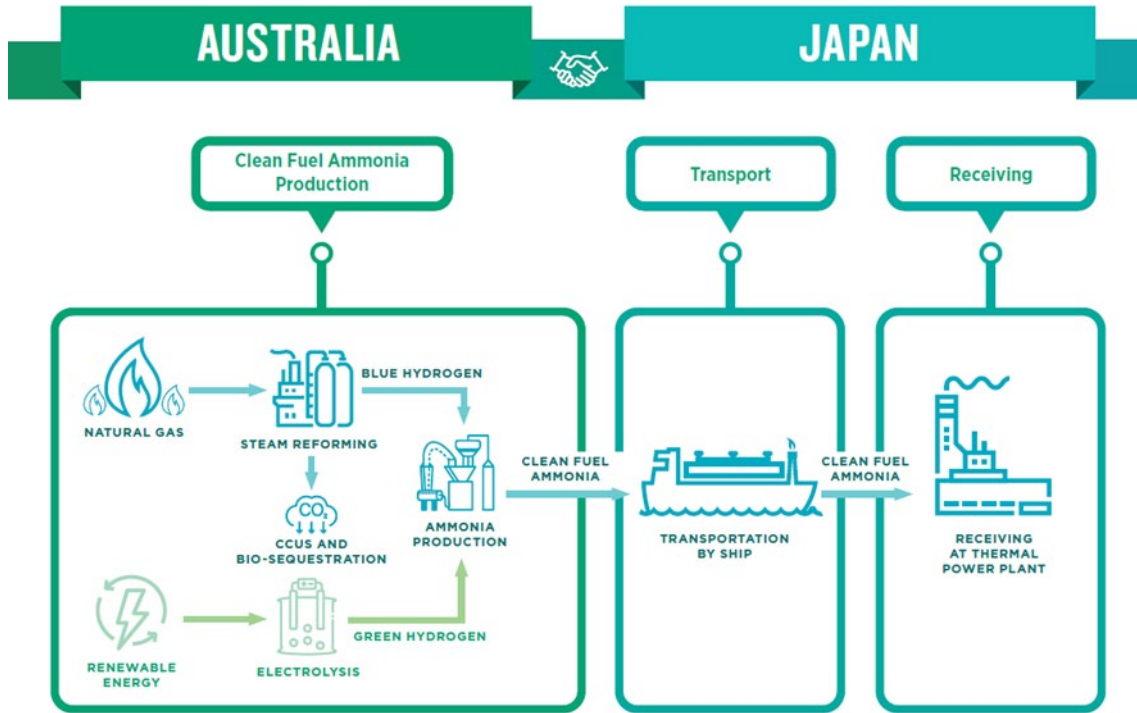 AUSTRALIA
JAPAN
Clean Fuel Ammonia
Production
Transport
Receiving
NATURAL GAS
STEAM REFORMING
BLUE HYDROGEN
CO₂
CCUS AND
BIO-SEQUESTRATION
AMMONIA
PRODUCTION
RENEWABLE
ENERGY
ELECTROLYSIS
GREEN HYDROGEN
CLEAN FUEL
AMMONIA
TRANSPORTATION
BY SHIP
CLEAN FUEL
AMMONIA
RECEIVING
AT THERMAL
POWER PLANT